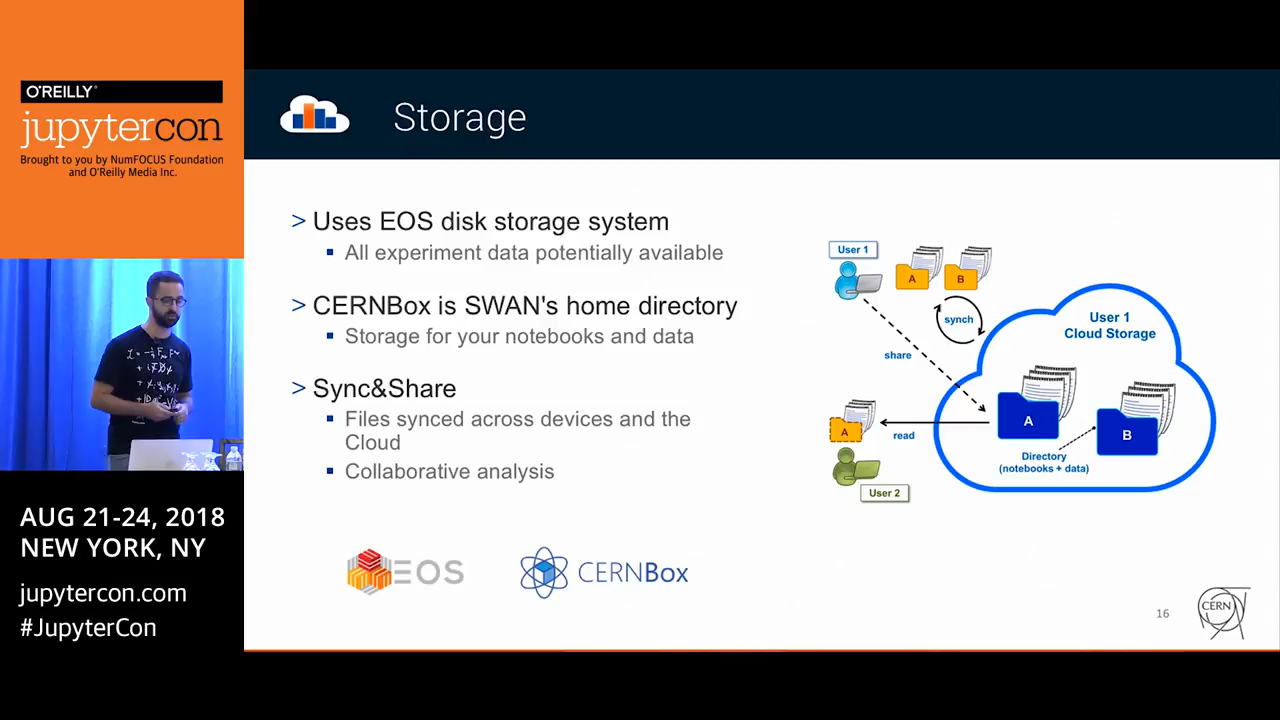 O'REILLY®
jupytercon
Brought to you by NumFOCUS Foundation
and O'Reilly Media Inc.
AUG 21-24, 2018
NEW YORK, NY
jupytercon.com
#JupyterCon
Storage
> Uses EOS disk storage system
▪ All experiment data potentially available
> CERNBox is SWAN's home directory
▪ Storage for your notebooks and data
> Sync&Share
▪ Files synced across devices and the
Cloud
▪ Collaborative analysis
EOS
CERNBox
User 1
A
B
synch
share
User 1
Cloud Storage
A
B
read
A
Directory
(notebooks + data)
User 2
16
CERN